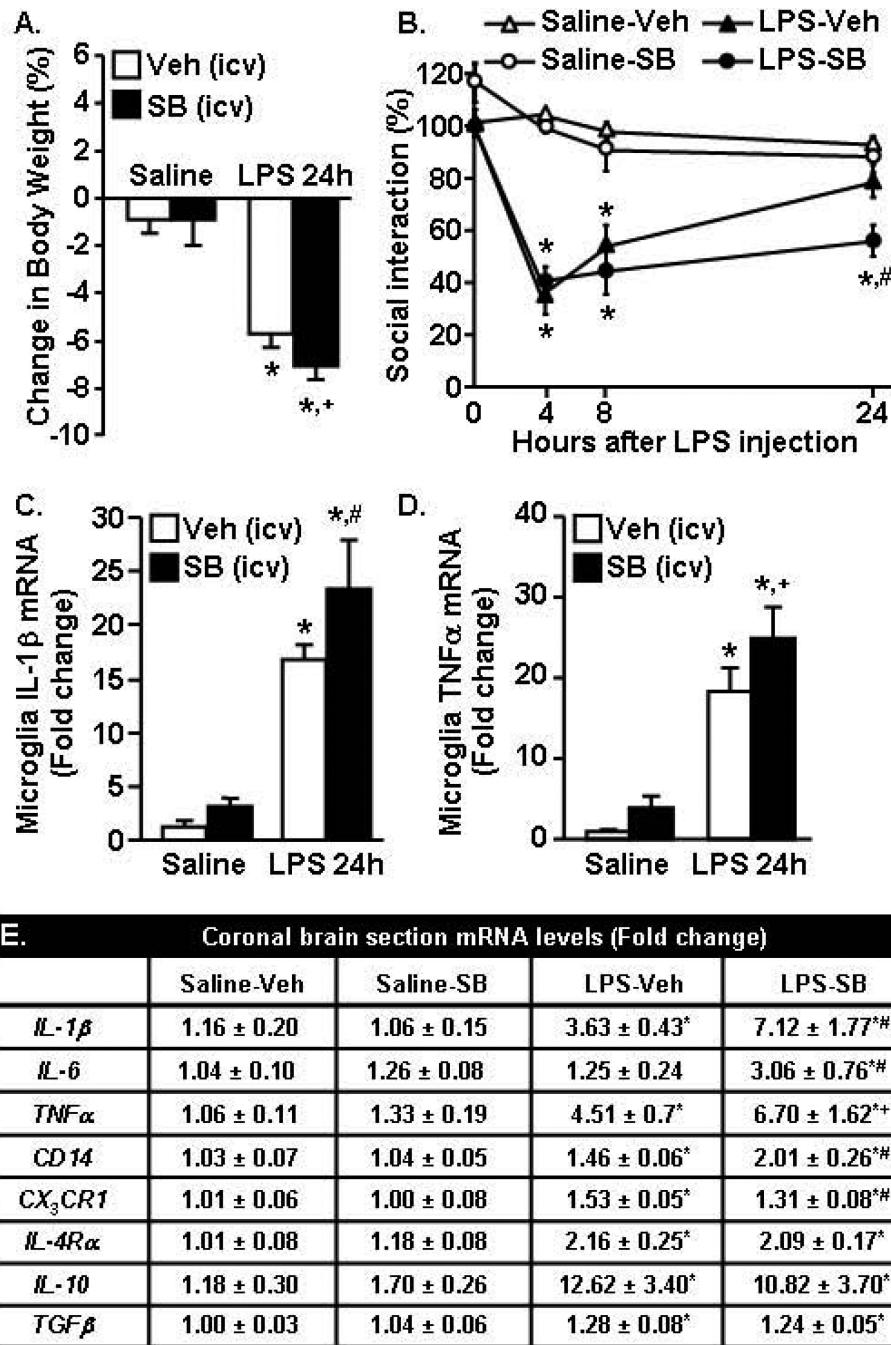 A.
Change in Body Weight (%)
6
4
2
0
-2
-4
-6
-8
-10
Veh (icv)
SB (icv)
Saline LPS 24h
*
*,+
B.
Saline-Veh LPS-Veh
Saline-SB LPS-SB
Social interaction (%)
120
100
80
60
40
20
0
* *
* *
*,#
0 4 8 24
Hours after LPS injection
C.
Microglia IL-1β mRNA
(Fold change)
30
25
20
15
10
5
0
Veh (icv)
SB (icv)
*
*,#
Saline LPS 24h
D.
Microglia TNFα mRNA
(Fold change)
40
30
20
10
0
Veh (icv)
SB (icv)
*
*,+
Saline LPS 24h
E. Coronal brain section mRNA levels (Fold change)
Saline-Veh Saline-SB LPS-Veh LPS-SB
IL-1β 1.16 ± 0.20 1.06 ± 0.15 3.63 ± 0.43* 7.12 ± 1.77*#
IL-6 1.04 ± 0.10 1.26 ± 0.08 1.25 ± 0.24 3.06 ± 0.76*#
TNFα 1.06 ± 0.11 1.33 ± 0.19 4.51 ± 0.7* 6.70 ± 1.62*+
CD14 1.03 ± 0.07 1.04 ± 0.05 1.46 ± 0.06* 2.01 ± 0.26*#
CX₃CR1 1.01 ± 0.06 1.00 ± 0.08 1.53 ± 0.05* 1.31 ± 0.08*#
IL-4Rα 1.01 ± 0.08 1.18 ± 0.08 2.16 ± 0.25* 2.09 ± 0.17*
IL-10 1.18 ± 0.30 1.70 ± 0.26 12.62 ± 3.40* 10.82 ± 3.70*
TGFβ 1.00 ± 0.03 1.04 ± 0.06 1.28 ± 0.08* 1.24 ± 0.05*